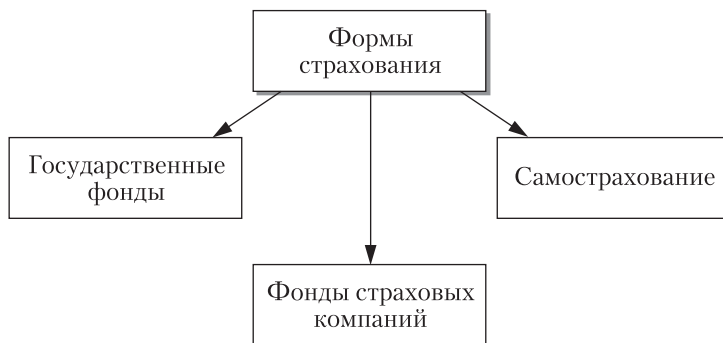 Формы
страхования
Государственные
фонды
Самострахование
Фонды страховых
компаний